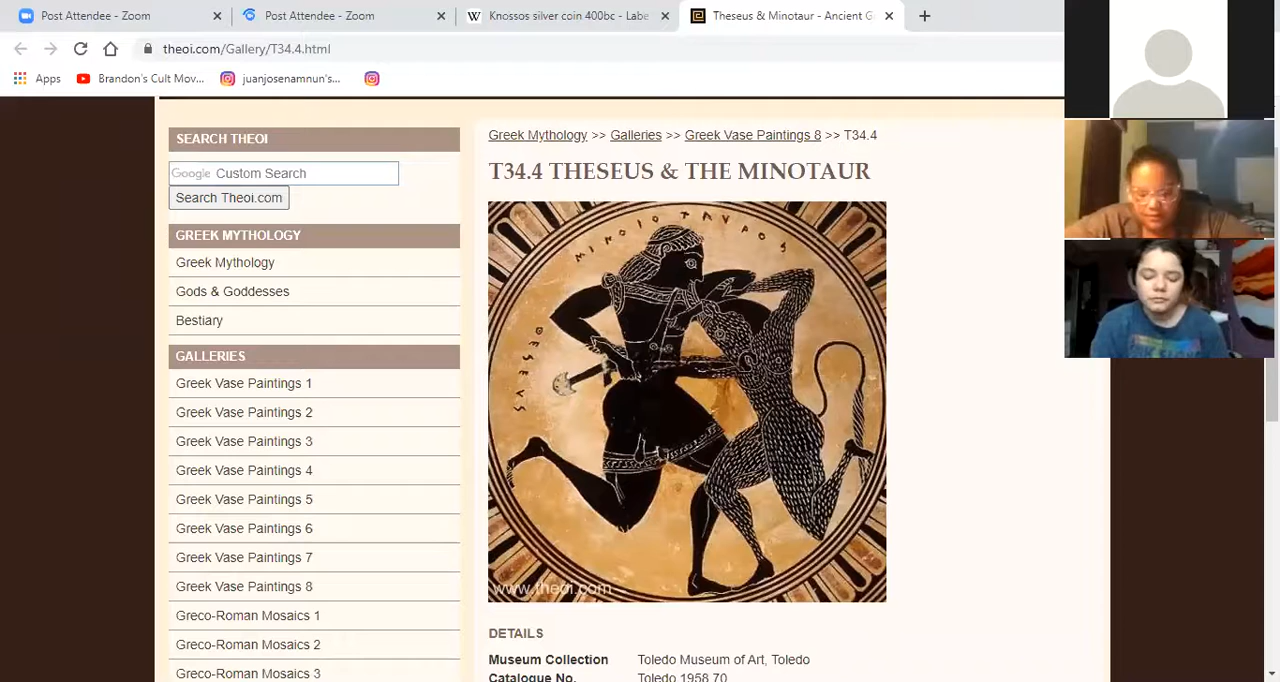 Post Attendee - Zoom
Post Attendee - Zoom
Knossos silver coin 400bc - Labe
Theseus & Minotaur - Ancient G
theoi.com/Gallery/T34.4.html
Apps
Brandon's Cult Mov...
juanjosenamnun's...
SEARCH THEOI
Google Custom Search
Search Theoi.com
GREEK MYTHOLOGY
Greek Mythology
Gods & Goddesses
Bestiary
GALLERIES
Greek Vase Paintings 1
Greek Vase Paintings 2
Greek Vase Paintings 3
Greek Vase Paintings 4
Greek Vase Paintings 5
Greek Vase Paintings 6
Greek Vase Paintings 7
Greek Vase Paintings 8
Greco-Roman Mosaics 1
Greco-Roman Mosaics 2
Greco-Roman Mosaics 3
Greek Mythology >> Galleries >> Greek Vase Paintings 8 >> T34.4
T34.4 THESEUS & THE MINOTAUR
www.theoi.com
DETAILS
Museum Collection Toledo Museum of Art, Toledo
Catalogue No. Toledo 1958.70